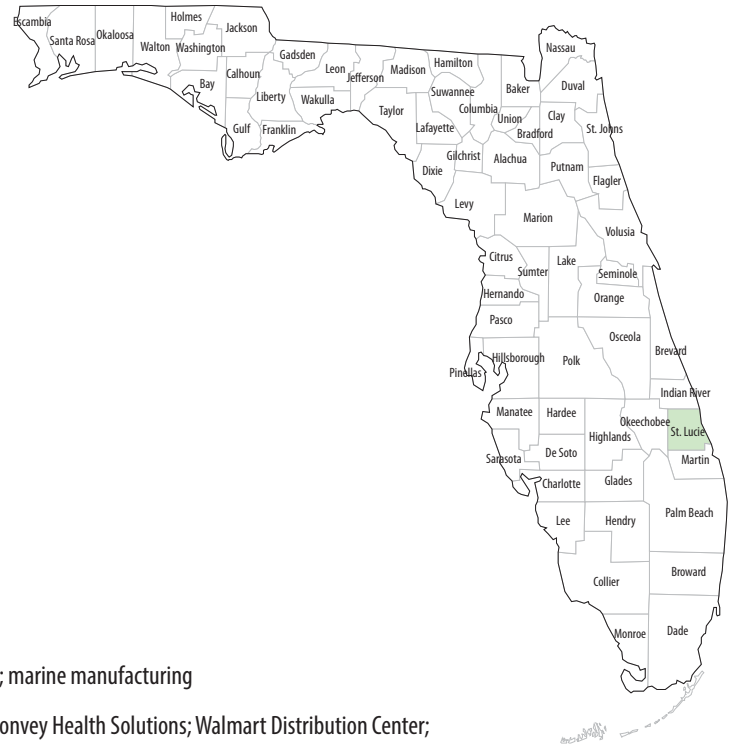 Escambia
Santa Rosa
Okaloosa
Walton
Holmes
Washington
Jackson
Bay
Calhoun
Gulf
Liberty
Gadsden
Franklin
Leon
Wakulla
Jefferson
Madison
Taylor
Hamilton
Suwannee
Lafayette
Columbia
Dixie
Gilchrist
Baker
Union
Bradford
Nassau
Duval
Clay
St. Johns
Alachua
Putnam
Flagler
Levy
Marion
Volusia
Citrus
Sumter
Lake
Seminole
Hernando
Orange
Pasco
Osceola
Brevard
Pinellas
Hillsborough
Polk
Indian River
Manatee
Hardee
Highlands
Okeechobee
St. Lucie
Sarasota
De Soto
Martin
Charlotte
Glades
Palm Beach
Lee
Hendry
Collier
Broward
Monroe
Dade
; marine manufacturing
onvey Health Solutions; Walmart Distribution Center;